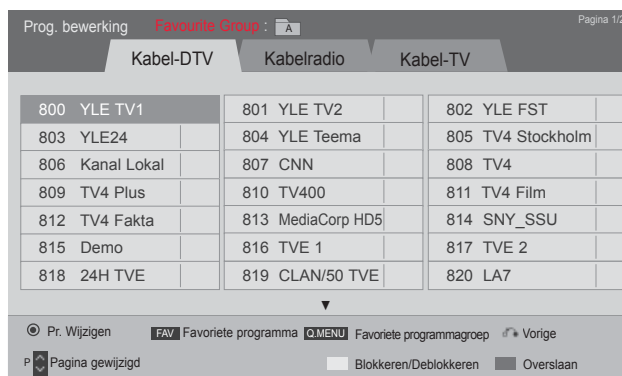 Prog. bewerking Favourite Group : A Pagina 1/2
Kabel-DTV Kabelradio Kabel-TV
800 YLE TV1 801 YLE TV2 802 YLE FST
803 YLE24 804 YLE Teema 805 TV4 Stockholm
806 Kanal Lokal 807 CNN 808 TV4
809 TV4 Plus 810 TV400 811 TV4 Film
812 TV4 Fakta 813 MediaCorp HD5 814 SNY_SSU
815 Demo 816 TVE 1 817 TVE 2
818 24H TVE 819 CLAN/50 TVE 820 LA7
Pr. Wijzigen FAV Favoriete programma Q.MENU Favoriete programmagroep Vorige
P Pagina gewijzigd Blokkeren/Deblokkeren Overslaan